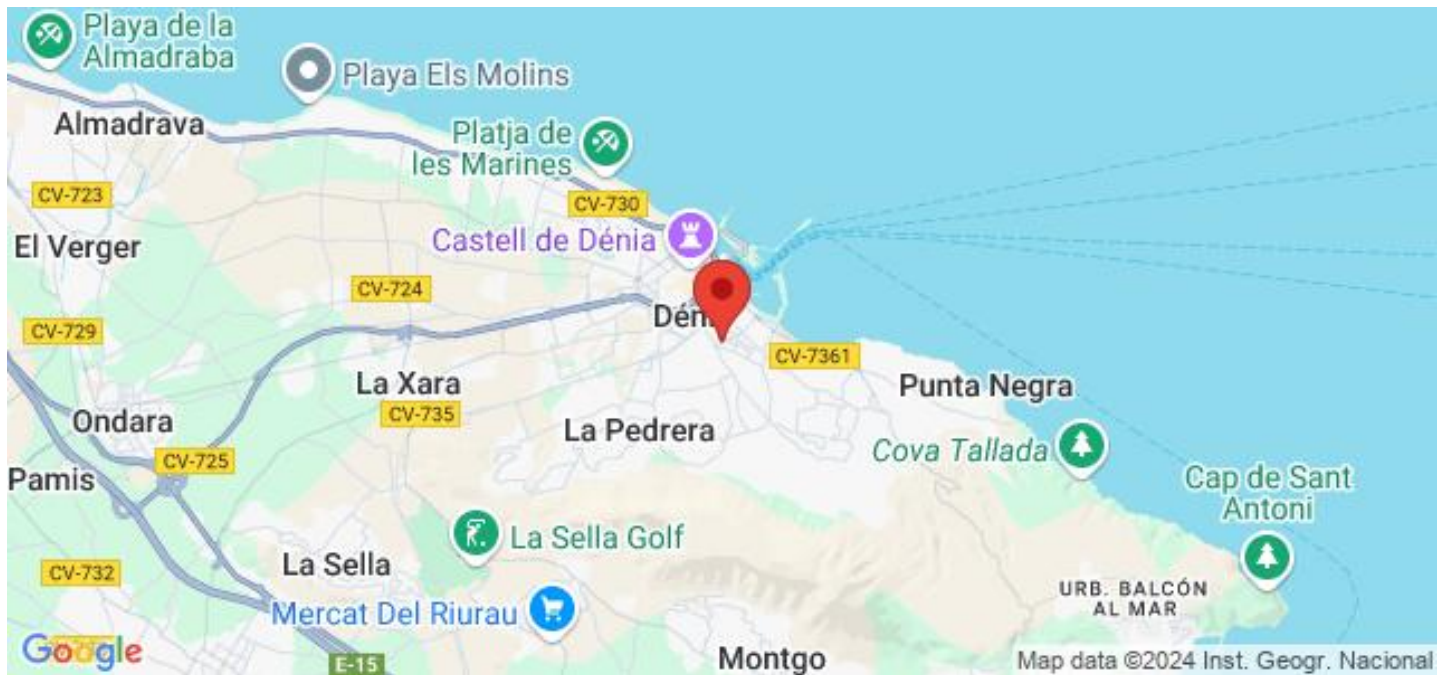 Playa de la
Almadraba
Playa Els Molins
Almadrava
Platja de
les Marines
CV-723
CV-730
El Verger
Castell de Dénia
CV-724
CV-729
CV-7361
La Xara
Punta Negra
CV-735
Ondara
La Pedrera
Cova Tallada
CV-725
Pamis
Cap de Sant
Antoni
La Sella Golf
La Sella
CV-732
URB. BALCÓN
AL MAR
Mercat Del Riurau
Google
E-15
Montgo
Map data ©2024 Inst. Geogr. Nacional